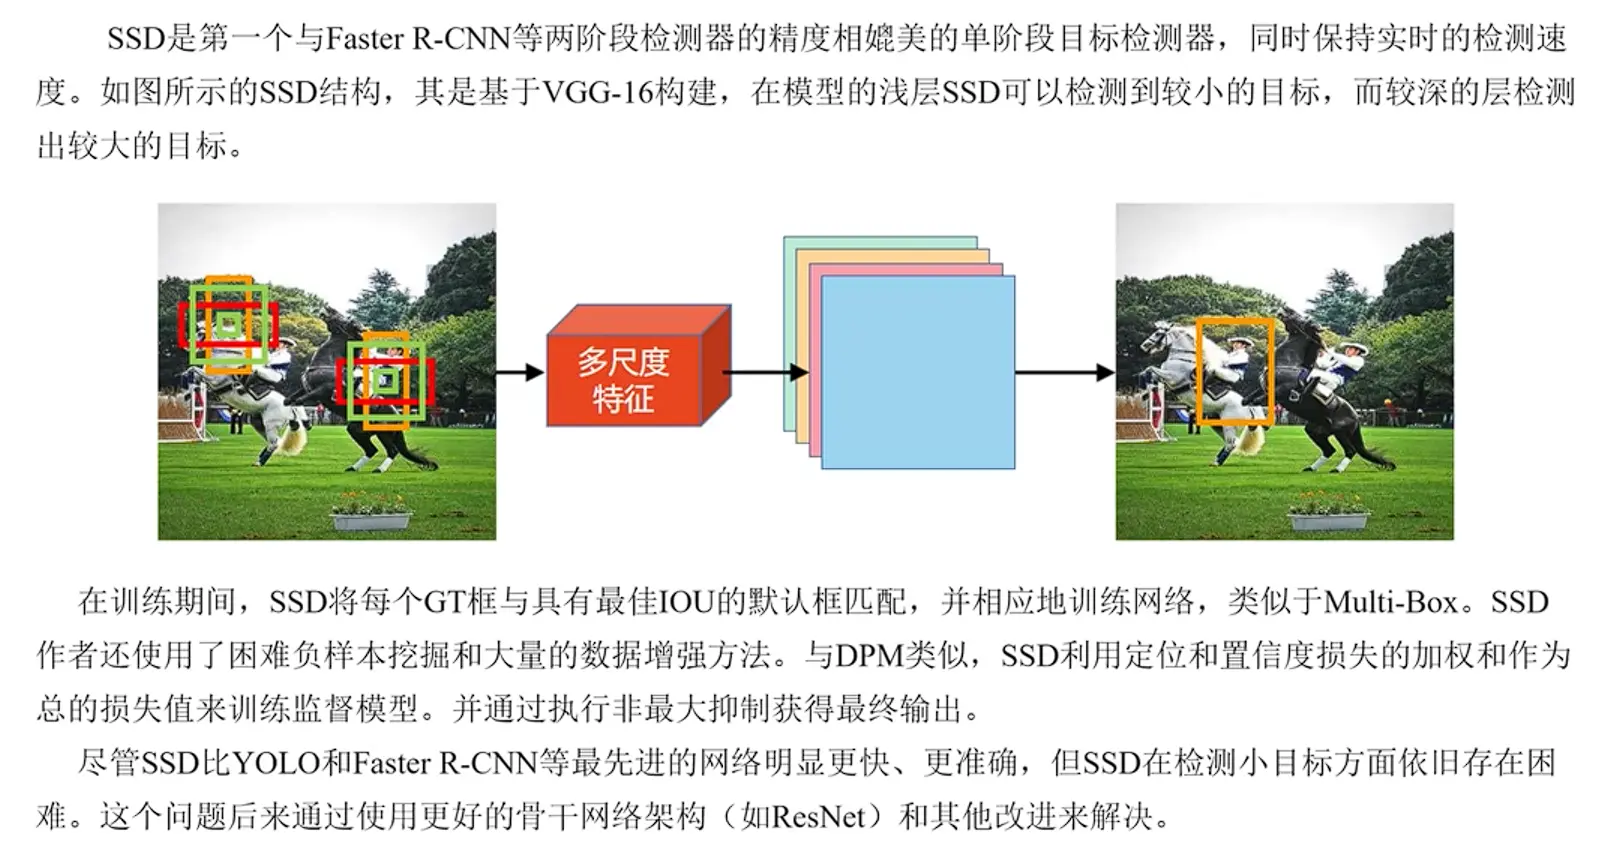 SSD是第一个与Faster R-CNN等两阶段检测器的精度相媲美的单阶段目标检测器，同时保持实时的检测速
度。如图所示的SSD结构，其是基于VGG-16构建，在模型的浅层SSD可以检测到较小的目标，而较深的层检测
出较大的目标。
多尺度
特征
在训练期间，SSD将每个GT框与具有最佳IOU的默认框匹配，并相应地训练网络，类似于Multi-Box。SSD
作者还使用了困难负样本挖掘和大量的数据增强方法。与DPM类似，SSD利用定位和置信度损失的加权和作为
总的损失值来训练监督模型。并通过执行非最大抑制获得最终输出。
尽管SSD比YOLO和Faster R-CNN等最先进的网络明显更快、更准确，但SSD在检测小目标方面依旧存在困
难。这个问题后来通过使用更好的骨干网络架构（如ResNet）和其他改进来解决。